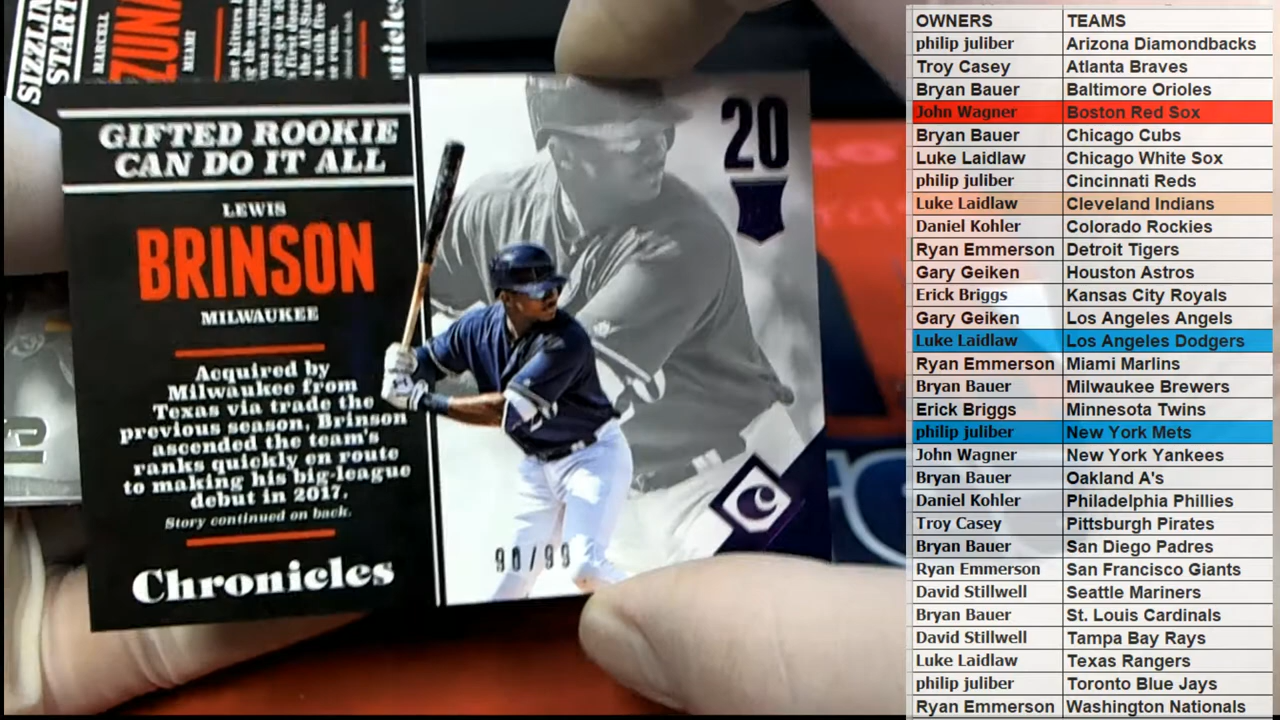 SIZZLIN
START
MARCELL
MIAMI
GIFTED ROOKIE
CAN DO IT ALL
LEWIS
BRINSON
MILWAUKEE
Acquired by
Milwaukee from
Texas via trade the
previous season, Brinson
ascended the team's
ranks quickly en route
to making his big-league
debut in 2017.
Story continued on back.
Chronicles
20
C
90/99
OWNERS TEAMS
philip juliber Arizona Diamondbacks
Troy Casey Atlanta Braves
Bryan Bauer Baltimore Orioles
John Wagner Boston Red Sox
Bryan Bauer Chicago Cubs
Luke Laidlaw Chicago White Sox
philip juliber Cincinnati Reds
Luke Laidlaw Cleveland Indians
Daniel Kohler Colorado Rockies
Ryan Emmerson Detroit Tigers
Gary Geiken Houston Astros
Erick Briggs Kansas City Royals
Gary Geiken Los Angeles Angels
Luke Laidlaw Los Angeles Dodgers
Ryan Emmerson Miami Marlins
Bryan Bauer Milwaukee Brewers
Erick Briggs Minnesota Twins
philip juliber New York Mets
John Wagner New York Yankees
Bryan Bauer Oakland A's
Daniel Kohler Philadelphia Phillies
Troy Casey Pittsburgh Pirates
Bryan Bauer San Diego Padres
Ryan Emmerson San Francisco Giants
David Stillwell Seattle Mariners
Bryan Bauer St. Louis Cardinals
David Stillwell Tampa Bay Rays
Luke Laidlaw Texas Rangers
philip juliber Toronto Blue Jays
Ryan Emmerson Washington Nationals